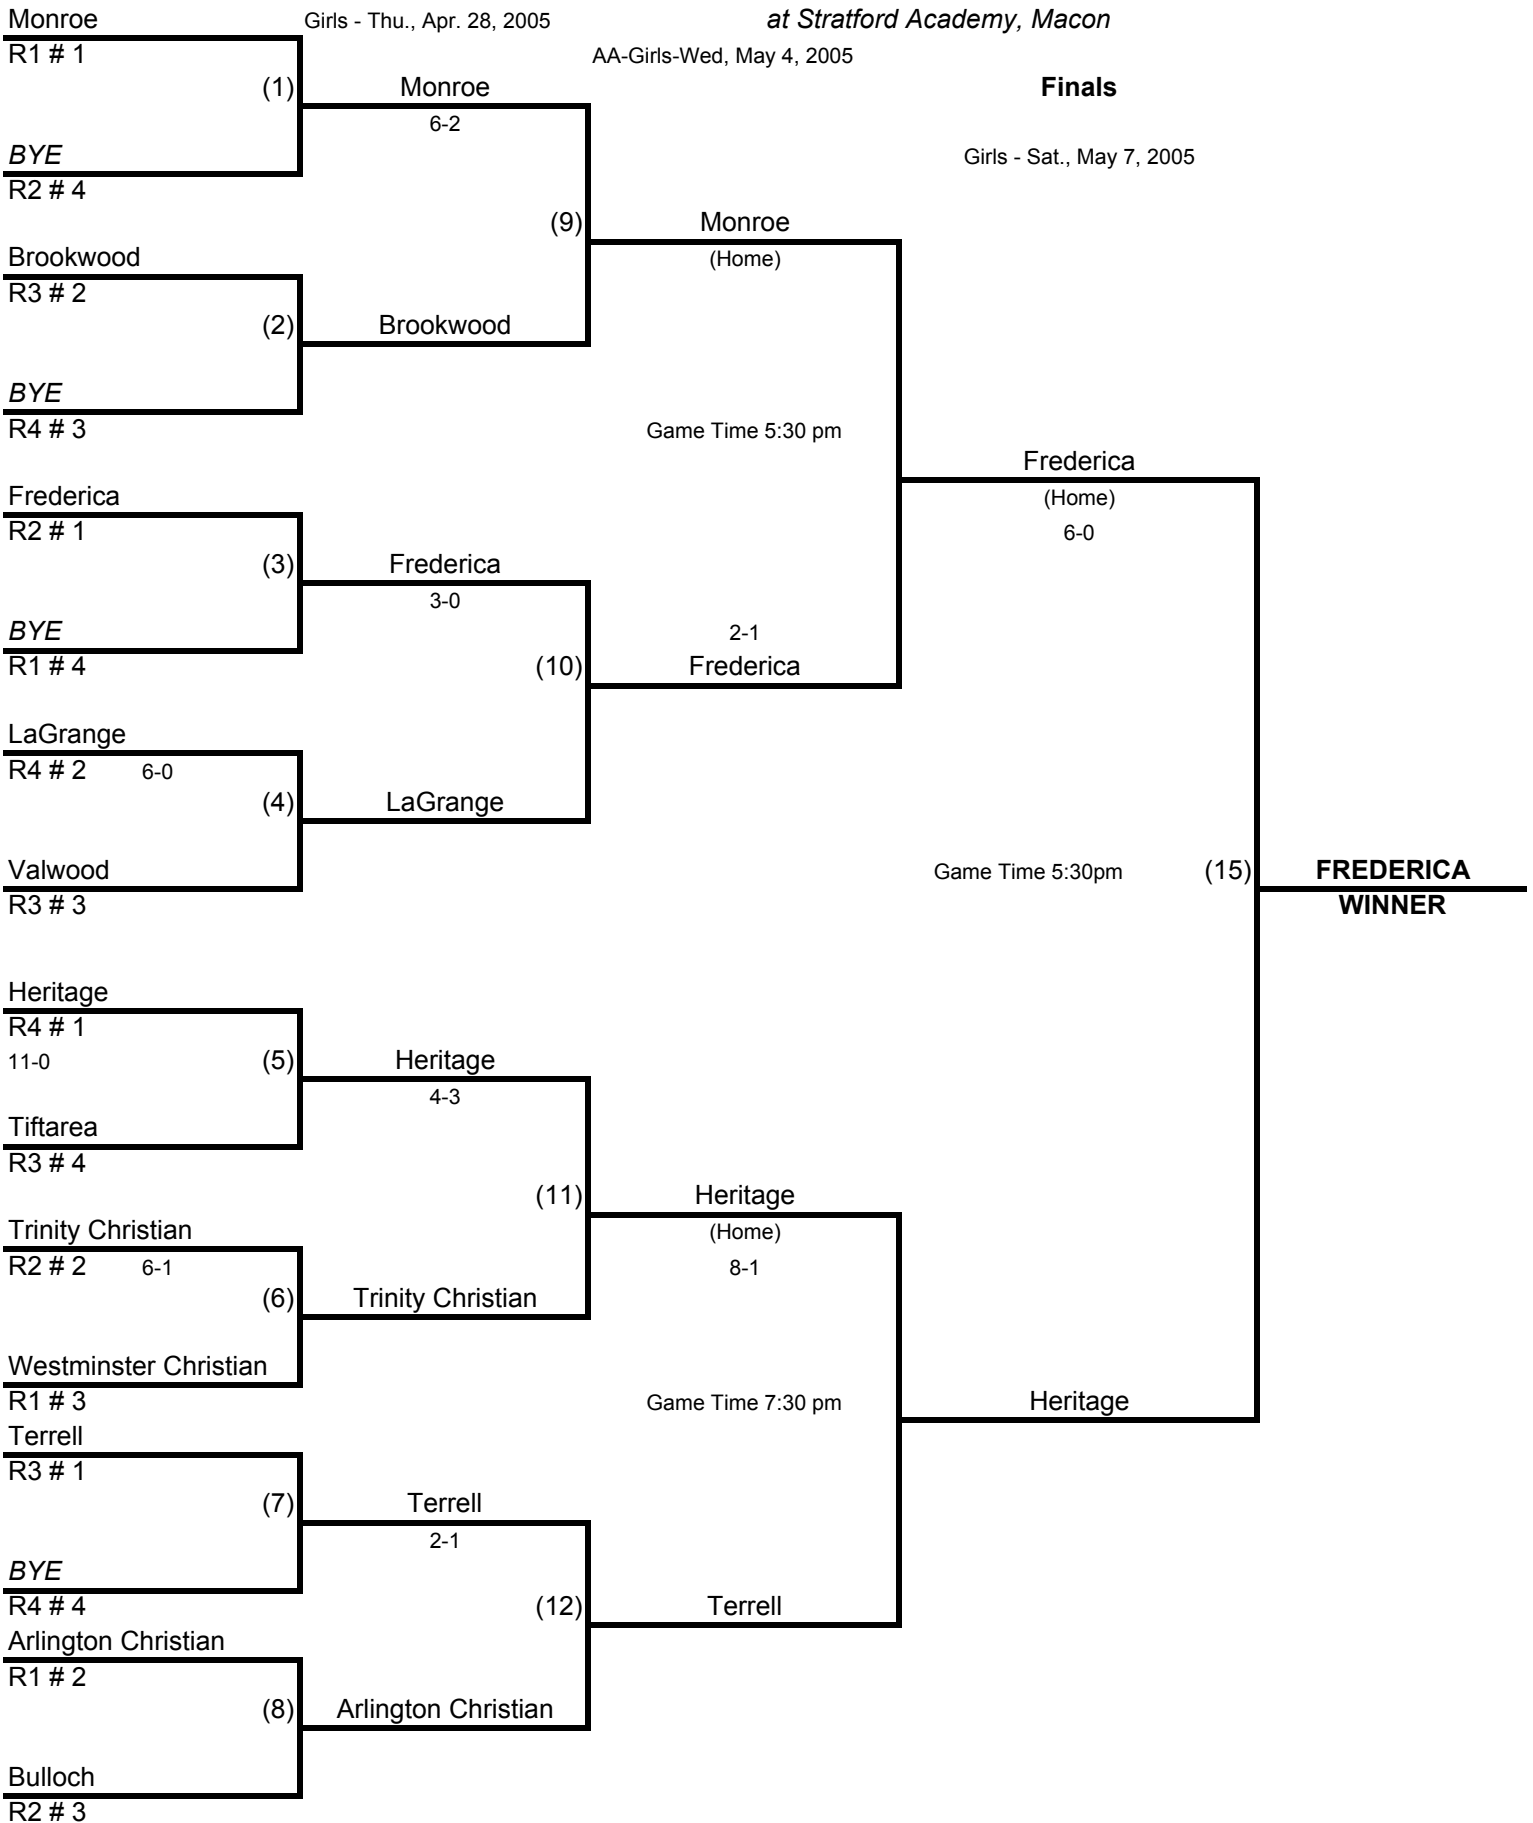 Monroe
Girls - Thu., Apr. 28, 2005
at Stratford Academy, Macon
R1 # 1
AA-Girls-Wed, May 4, 2005
(1)
Monroe
Finals
6-2
BYE
Girls - Sat., May 7, 2005
R2 # 4
(9)
Monroe
Brookwood
(Home)
R3 # 2
(2)
Brookwood
BYE
R4 # 3
Game Time 5:30 pm
Frederica
Frederica
(Home)
R2 # 1
6-0
(3)
Frederica
3-0
BYE
2-1
R1 # 4
(10)
Frederica
LaGrange
R4 # 2
6-0
(4)
LaGrange
Valwood
Game Time 5:30pm
(15)
FREDERICA
R3 # 3
WINNER
Heritage
R4 # 1
11-0
(5)
Heritage
4-3
Tiftarea
R3 # 4
(11)
Heritage
Trinity Christian
(Home)
R2 # 2
6-1
8-1
(6)
Trinity Christian
Westminster Christian
R1 # 3
Game Time 7:30 pm
Heritage
Terrell
R3 # 1
(7)
Terrell
2-1
BYE
R4 # 4
(12)
Terrell
Arlington Christian
R1 # 2
(8)
Arlington Christian
Bulloch
R2 # 3